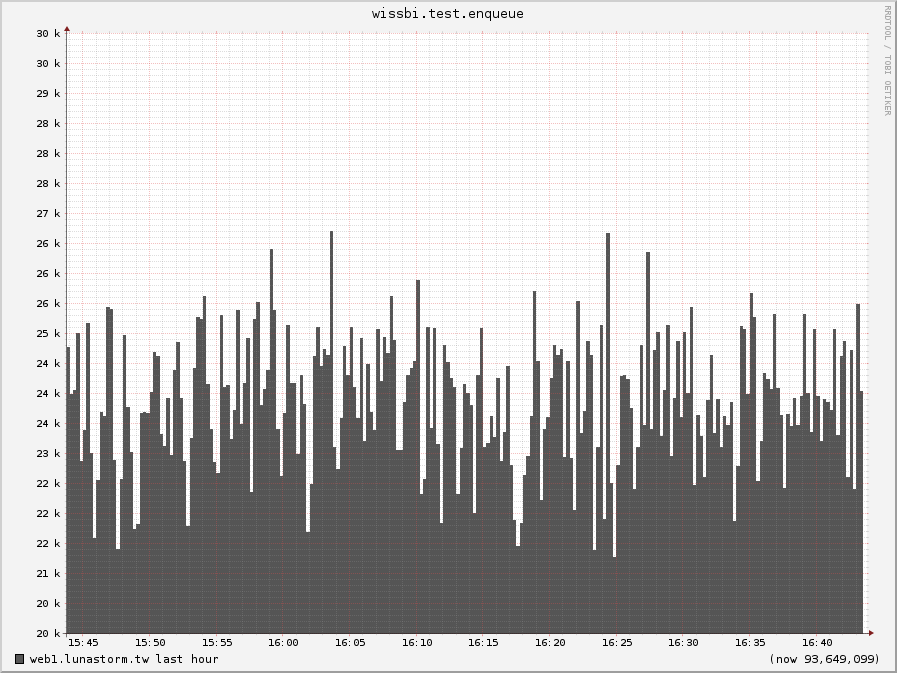 wissbi.test.enqueue
RRDTOOL / TOBI OETIKER
30 k
30 k
29 k
28 k
28 k
28 k
27 k
26 k
26 k
26 k
25 k
24 k
24 k
24 k
23 k
22 k
22 k
22 k
21 k
20 k
20 k
15:45 15:50 15:55 16:00 16:05 16:10 16:15 16:20 16:25 16:30 16:35 16:40
web1.lunastorm.tw last hour (now 93,649,099)